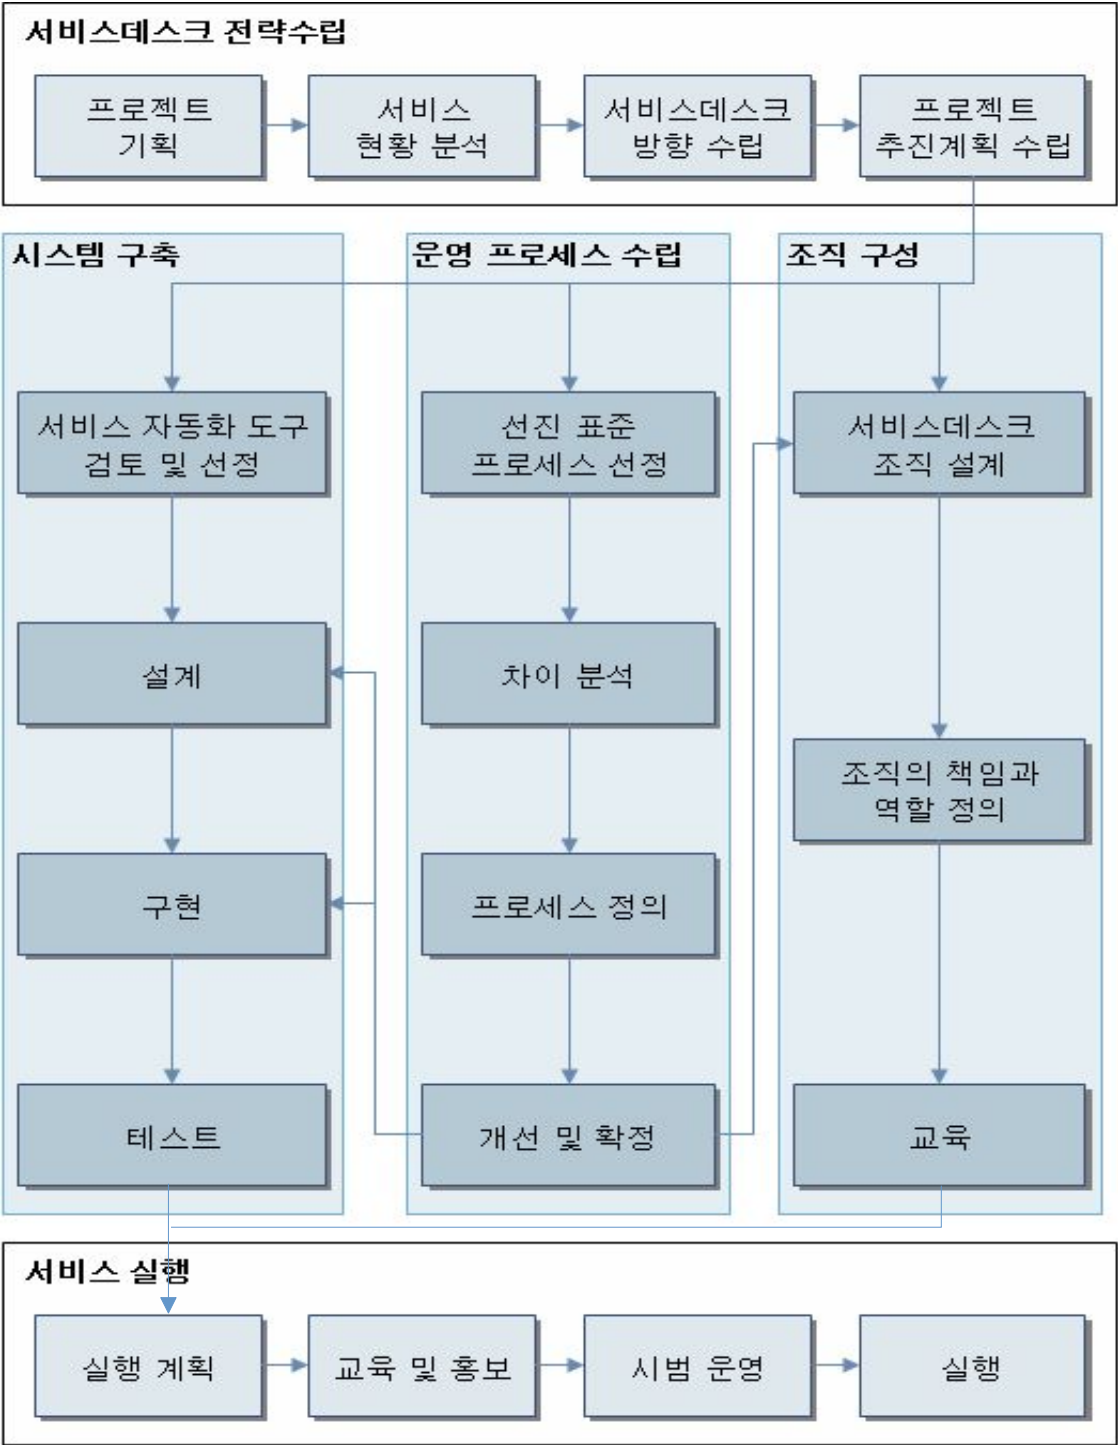 서비스데스크 전략수립
프로젝트
기획
서비스
현황 분석
서비스데스크
방향 수립
프로젝트
추진계획 수립
시스템 구축
서비스 자동화 도구
검토 및 선정
설계
구현
테스트
운영 프로세스 수립
선진 표준
프로세스 선정
차이 분석
프로세스 정의
개선 및 확정
조직 구성
서비스데스크
조직 설계
조직의 책임과
역할 정의
교육
서비스 실행
실행 계획
교육 및 홍보
시범 운영
실행